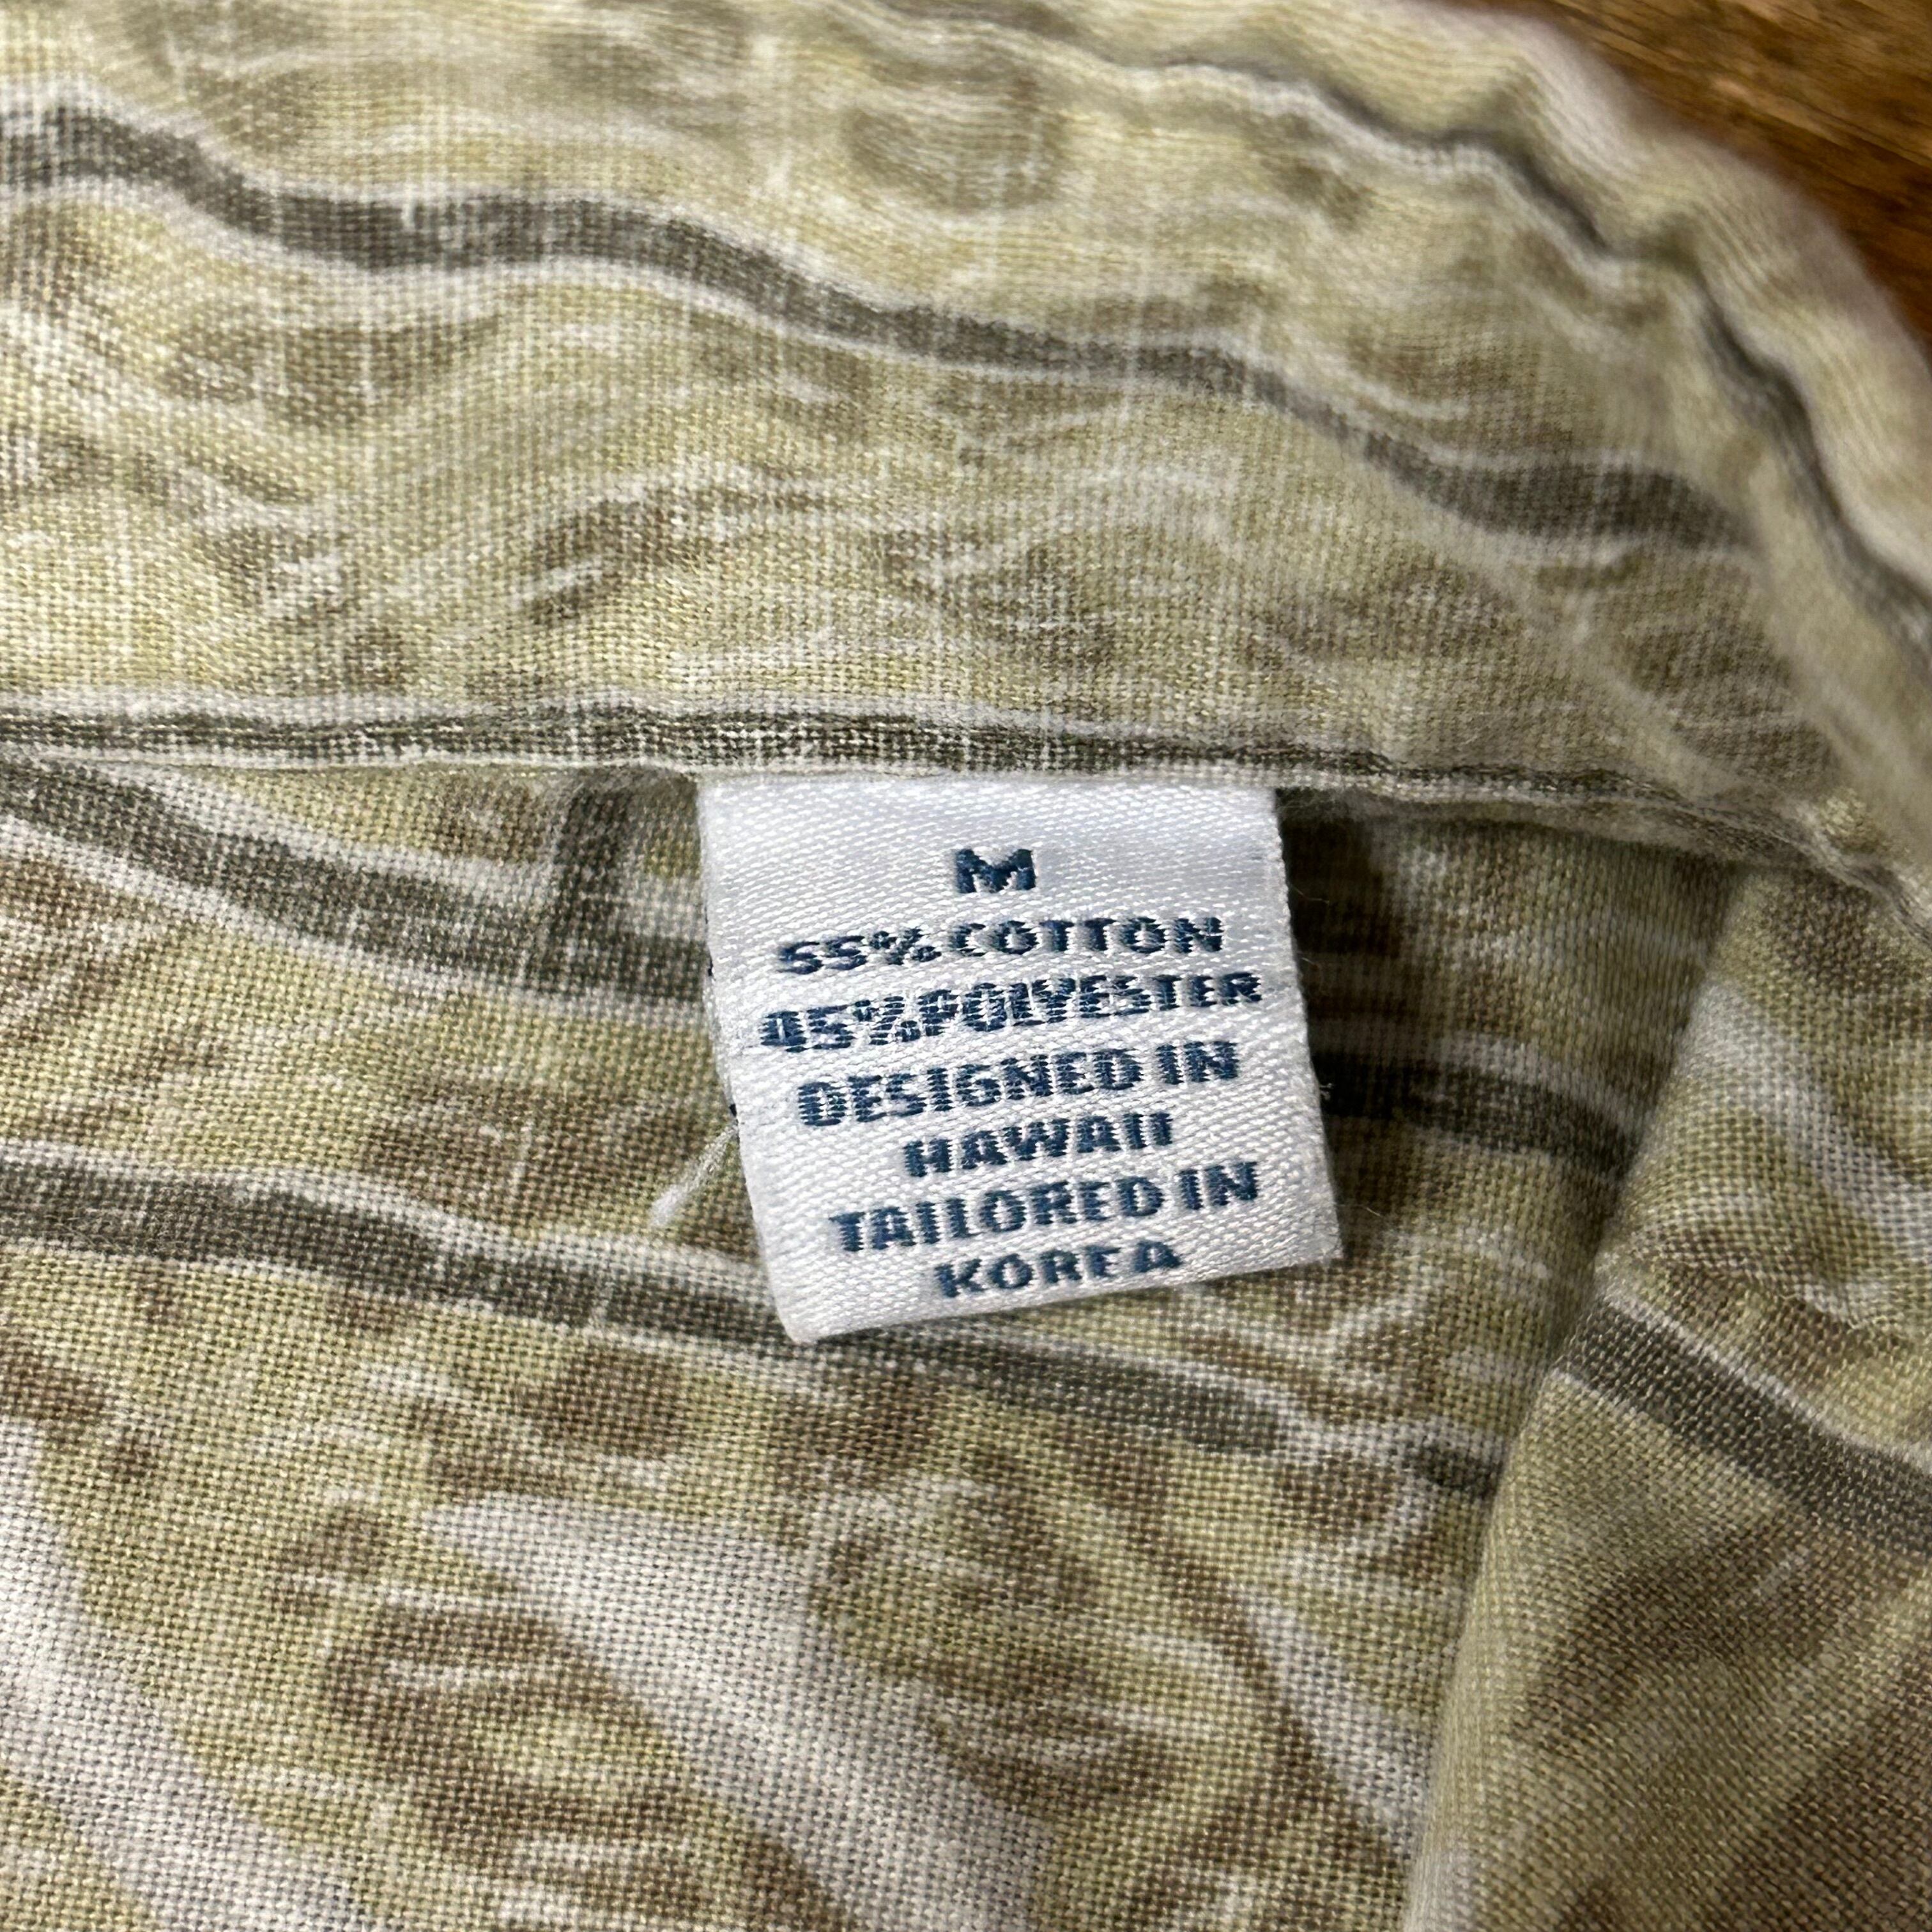 M
55% COTTON
45% POLYESTER
DESIGNED IN
HAWAII
TAILORED IN
KOREA